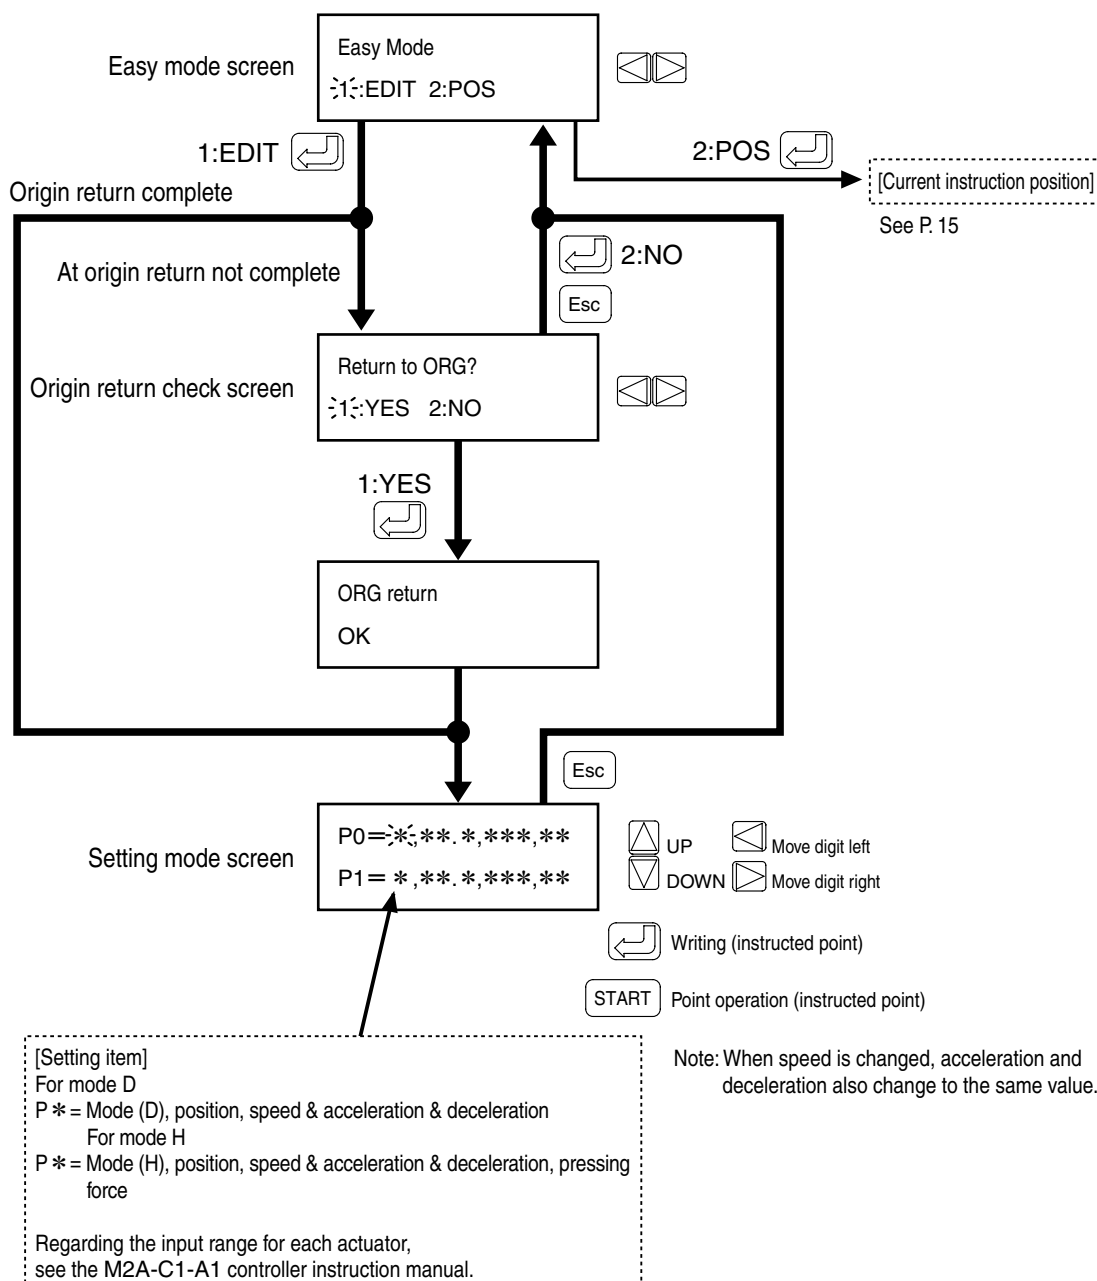 Easy mode screen
Easy Mode
1:EDIT 2:POS
1:EDIT
2:POS
[Current instruction position]
See P. 15
Origin return complete
At origin return not complete
2:NO
Esc
Origin return check screen
Return to ORG?
1:YES 2:NO
1:YES
ORG return
OK
Esc
Setting mode screen
P0=*,**.*,***,**
P1= *,**.*,***,**
UP
Move digit left
DOWN
Move digit right
Writing (instructed point)
START
Point operation (instructed point)
Note: When speed is changed, acceleration and
deceleration also change to the same value.
[Setting item]
For mode D
P*= Mode (D), position, speed & acceleration & deceleration
For mode H
P*= Mode (H), position, speed & acceleration & deceleration, pressing
force
Regarding the input range for each actuator,
see the M2A-C1-A1 controller instruction manual.